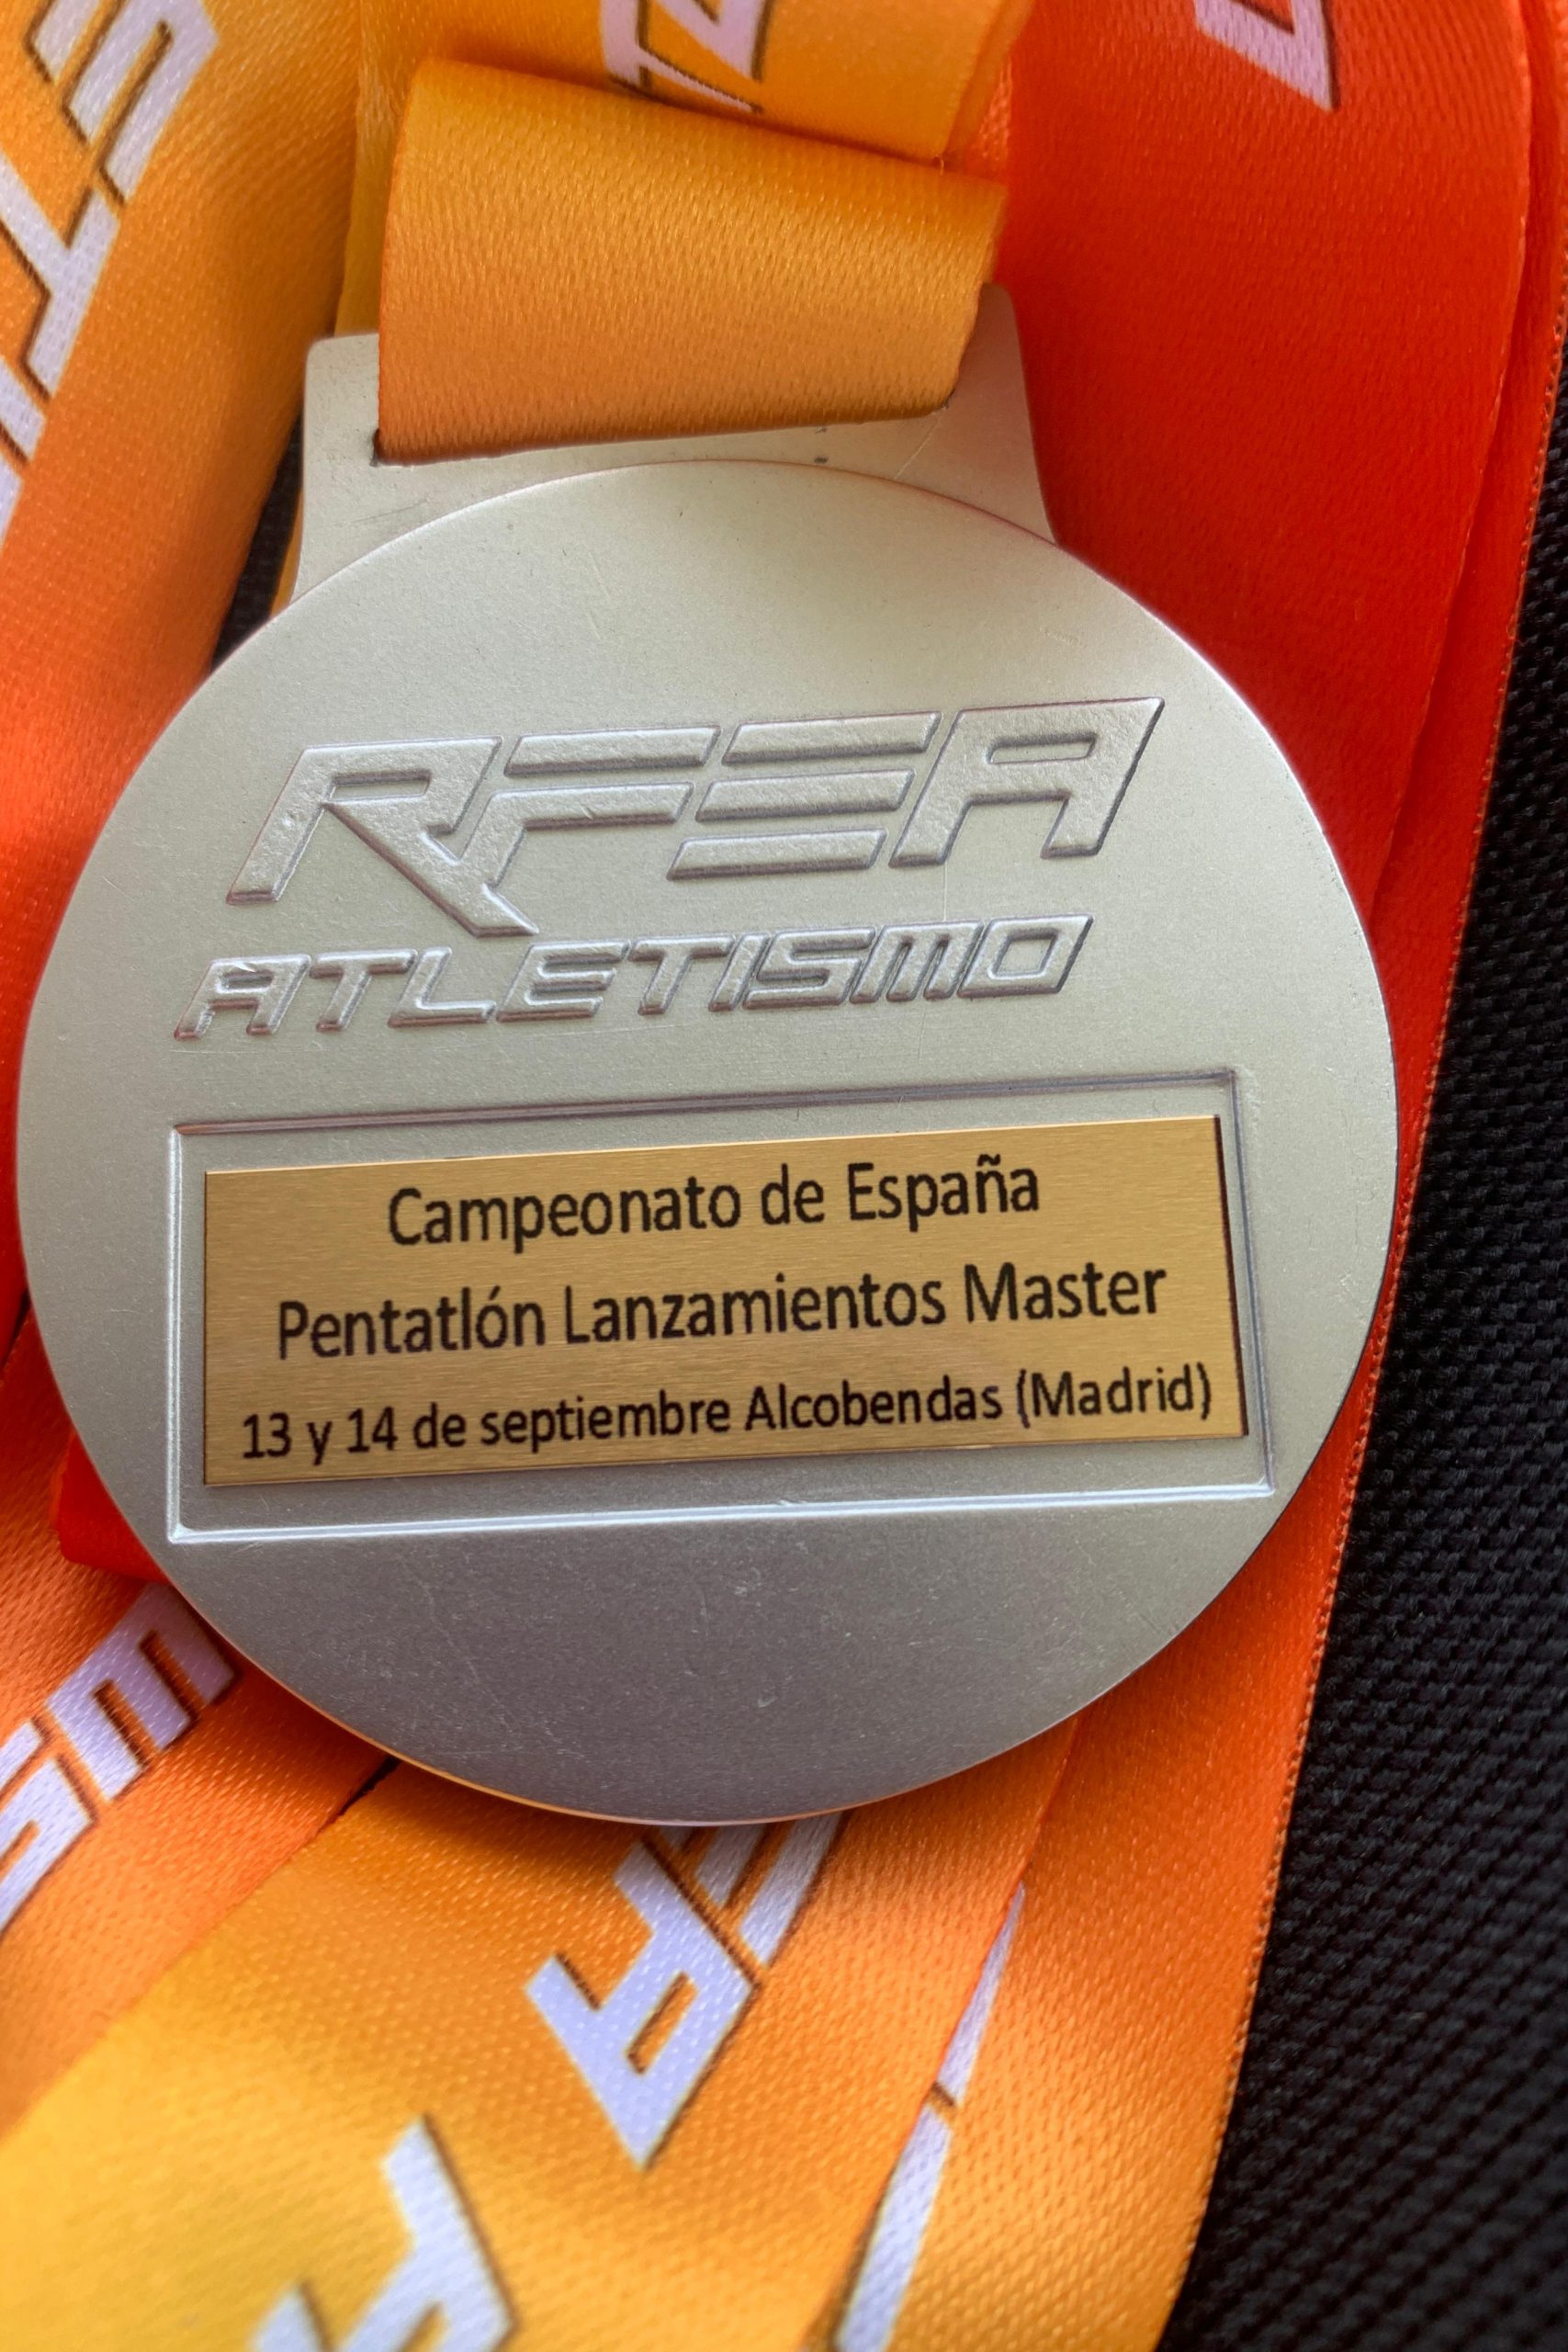 RFEA
ATLETISMO
Campeonato de España
Pentatlón Lanzamientos Master
13 y 14 de septiembre Alcobendas (Madrid)